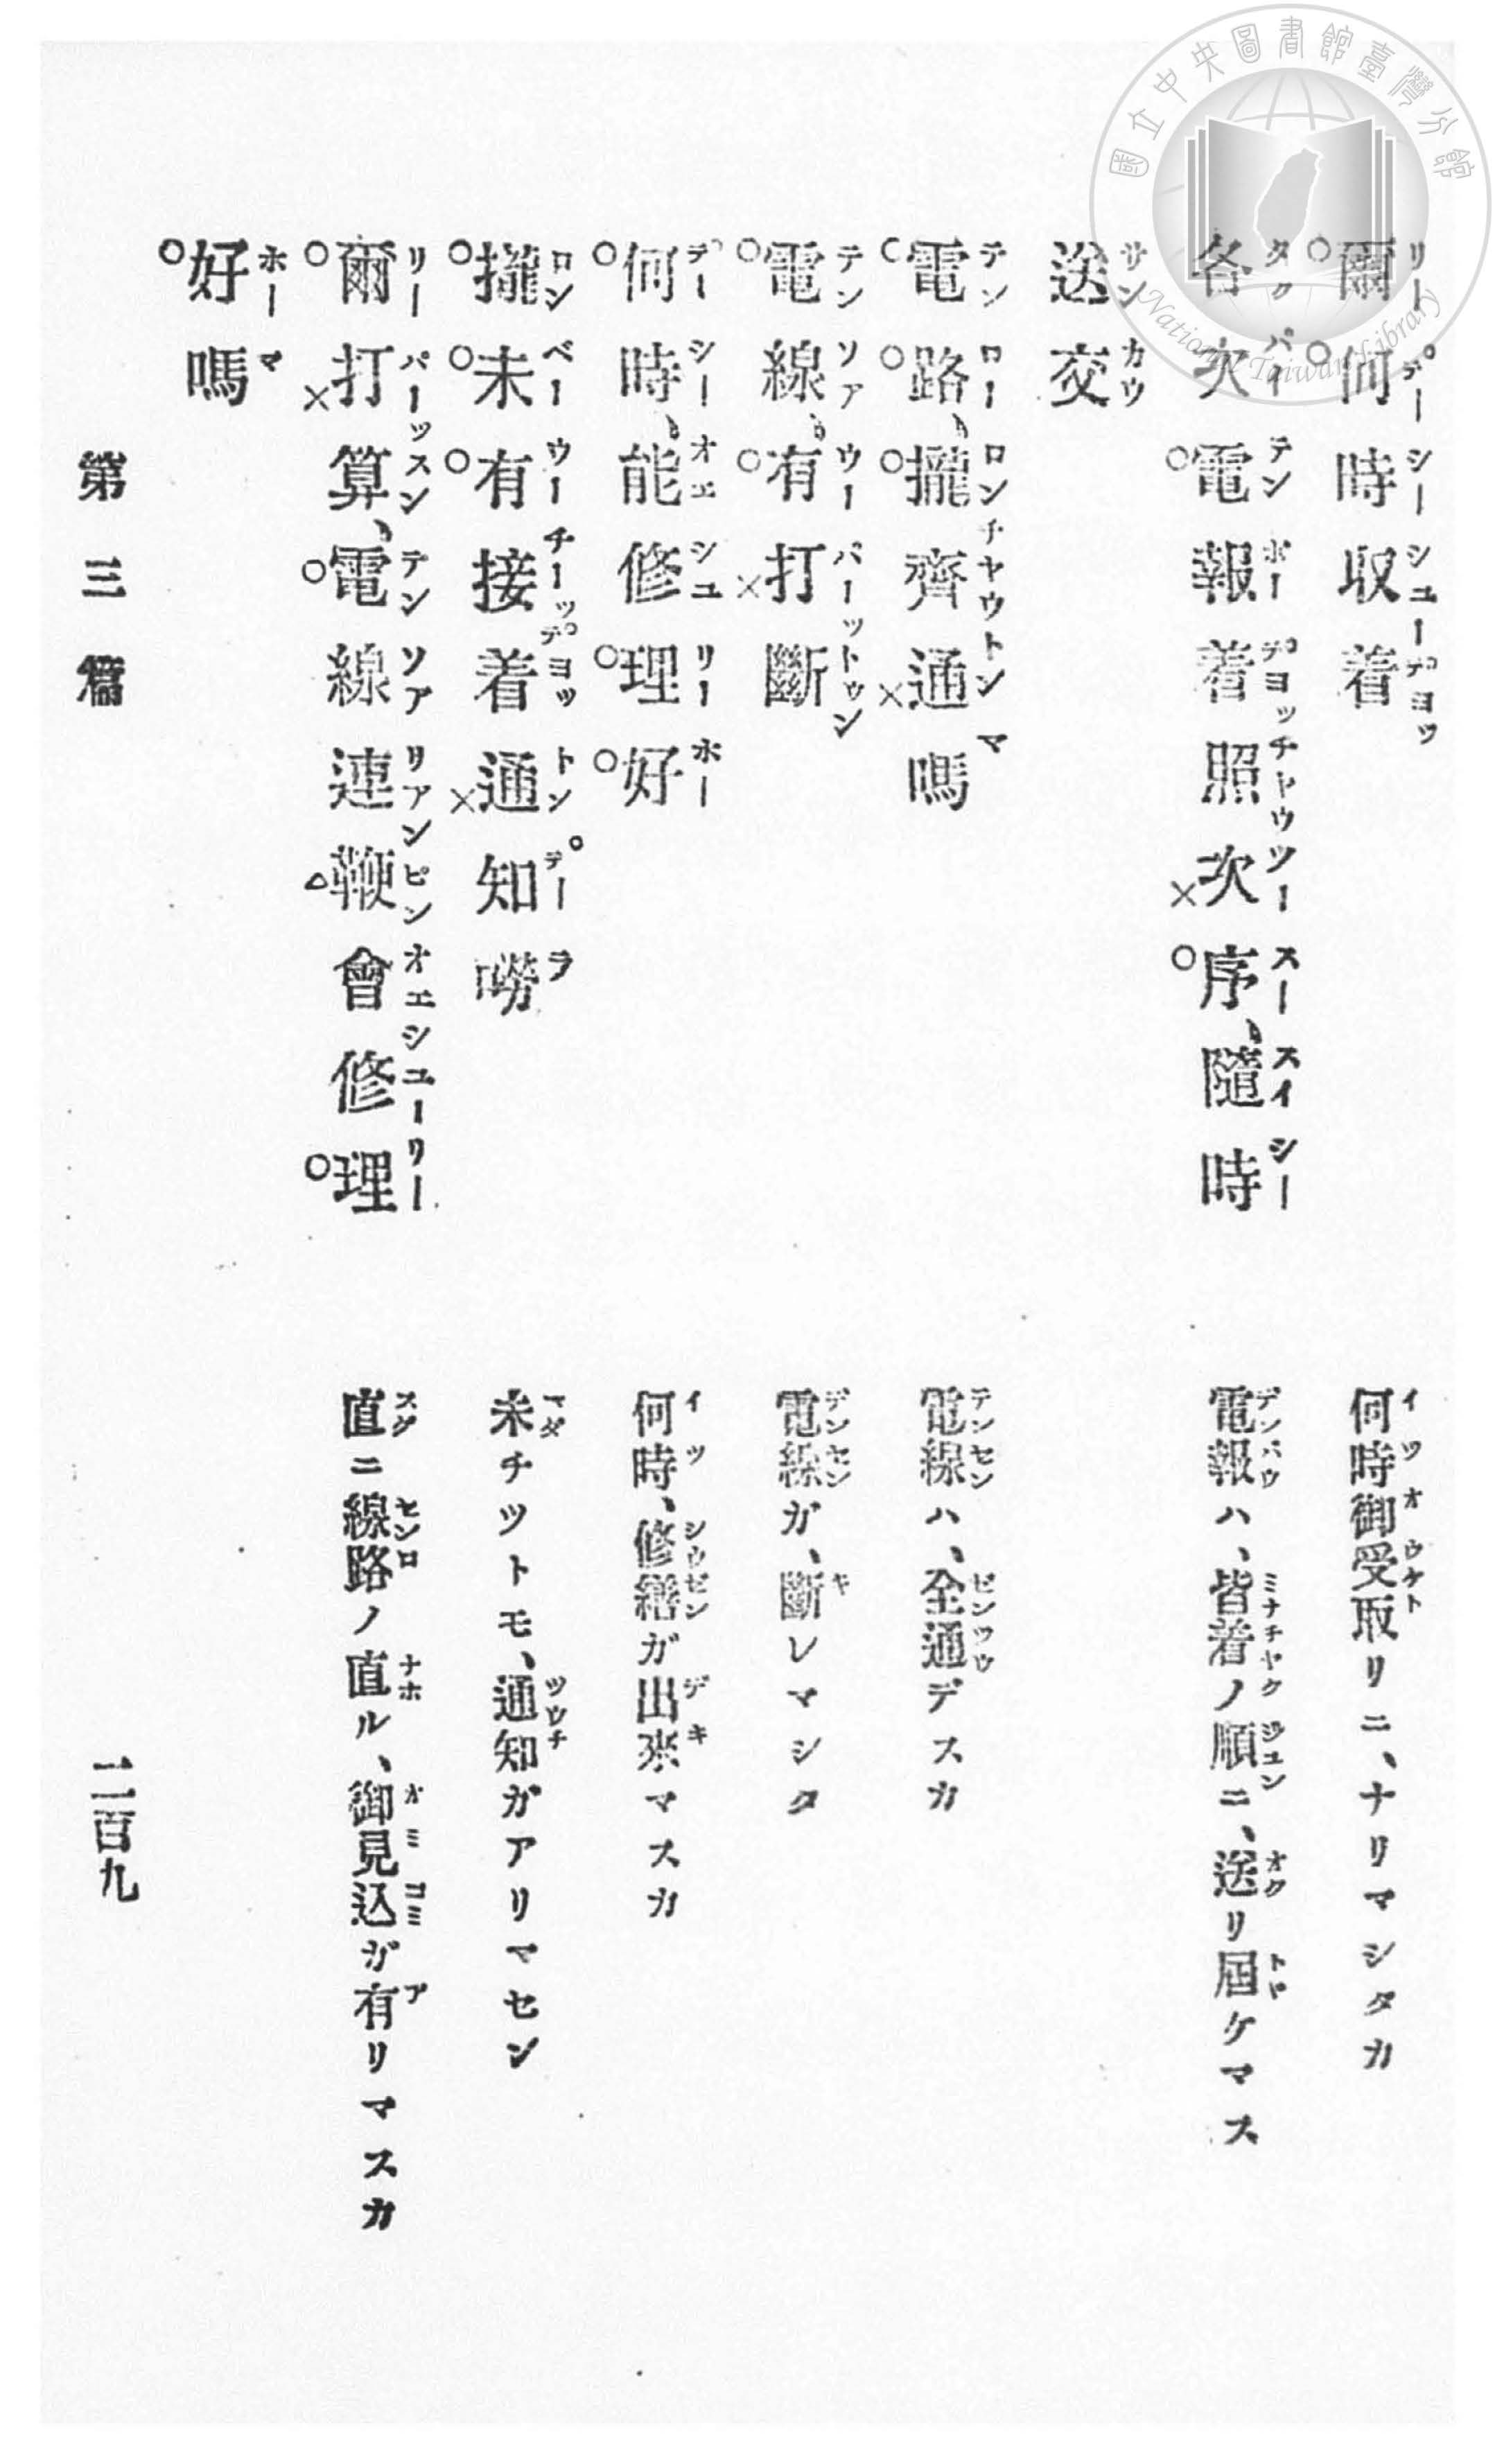 爾何時収着
各次電報着照次序、隨時
送交
電路、攏齊通嗎
電線、有打斷
何時、能修理好
攏未有接着通知嘮
爾打算、電線連鞭會修理
好嗎
何時御受取リニ、ナリマシタカ
電報ハ、皆着ノ順ニ、送リ屆ケマス
電線ハ、全通デスカ
電線ガ、斷レマシタ
何時、修繕が出來マスカ
未チツトモ、通知ガアリマセン
直ニ線路ノ直ル、御見込ガ有リマスカ
第三篇
二百九
國立中央圖書館臺灣分館
National Taiwan Library